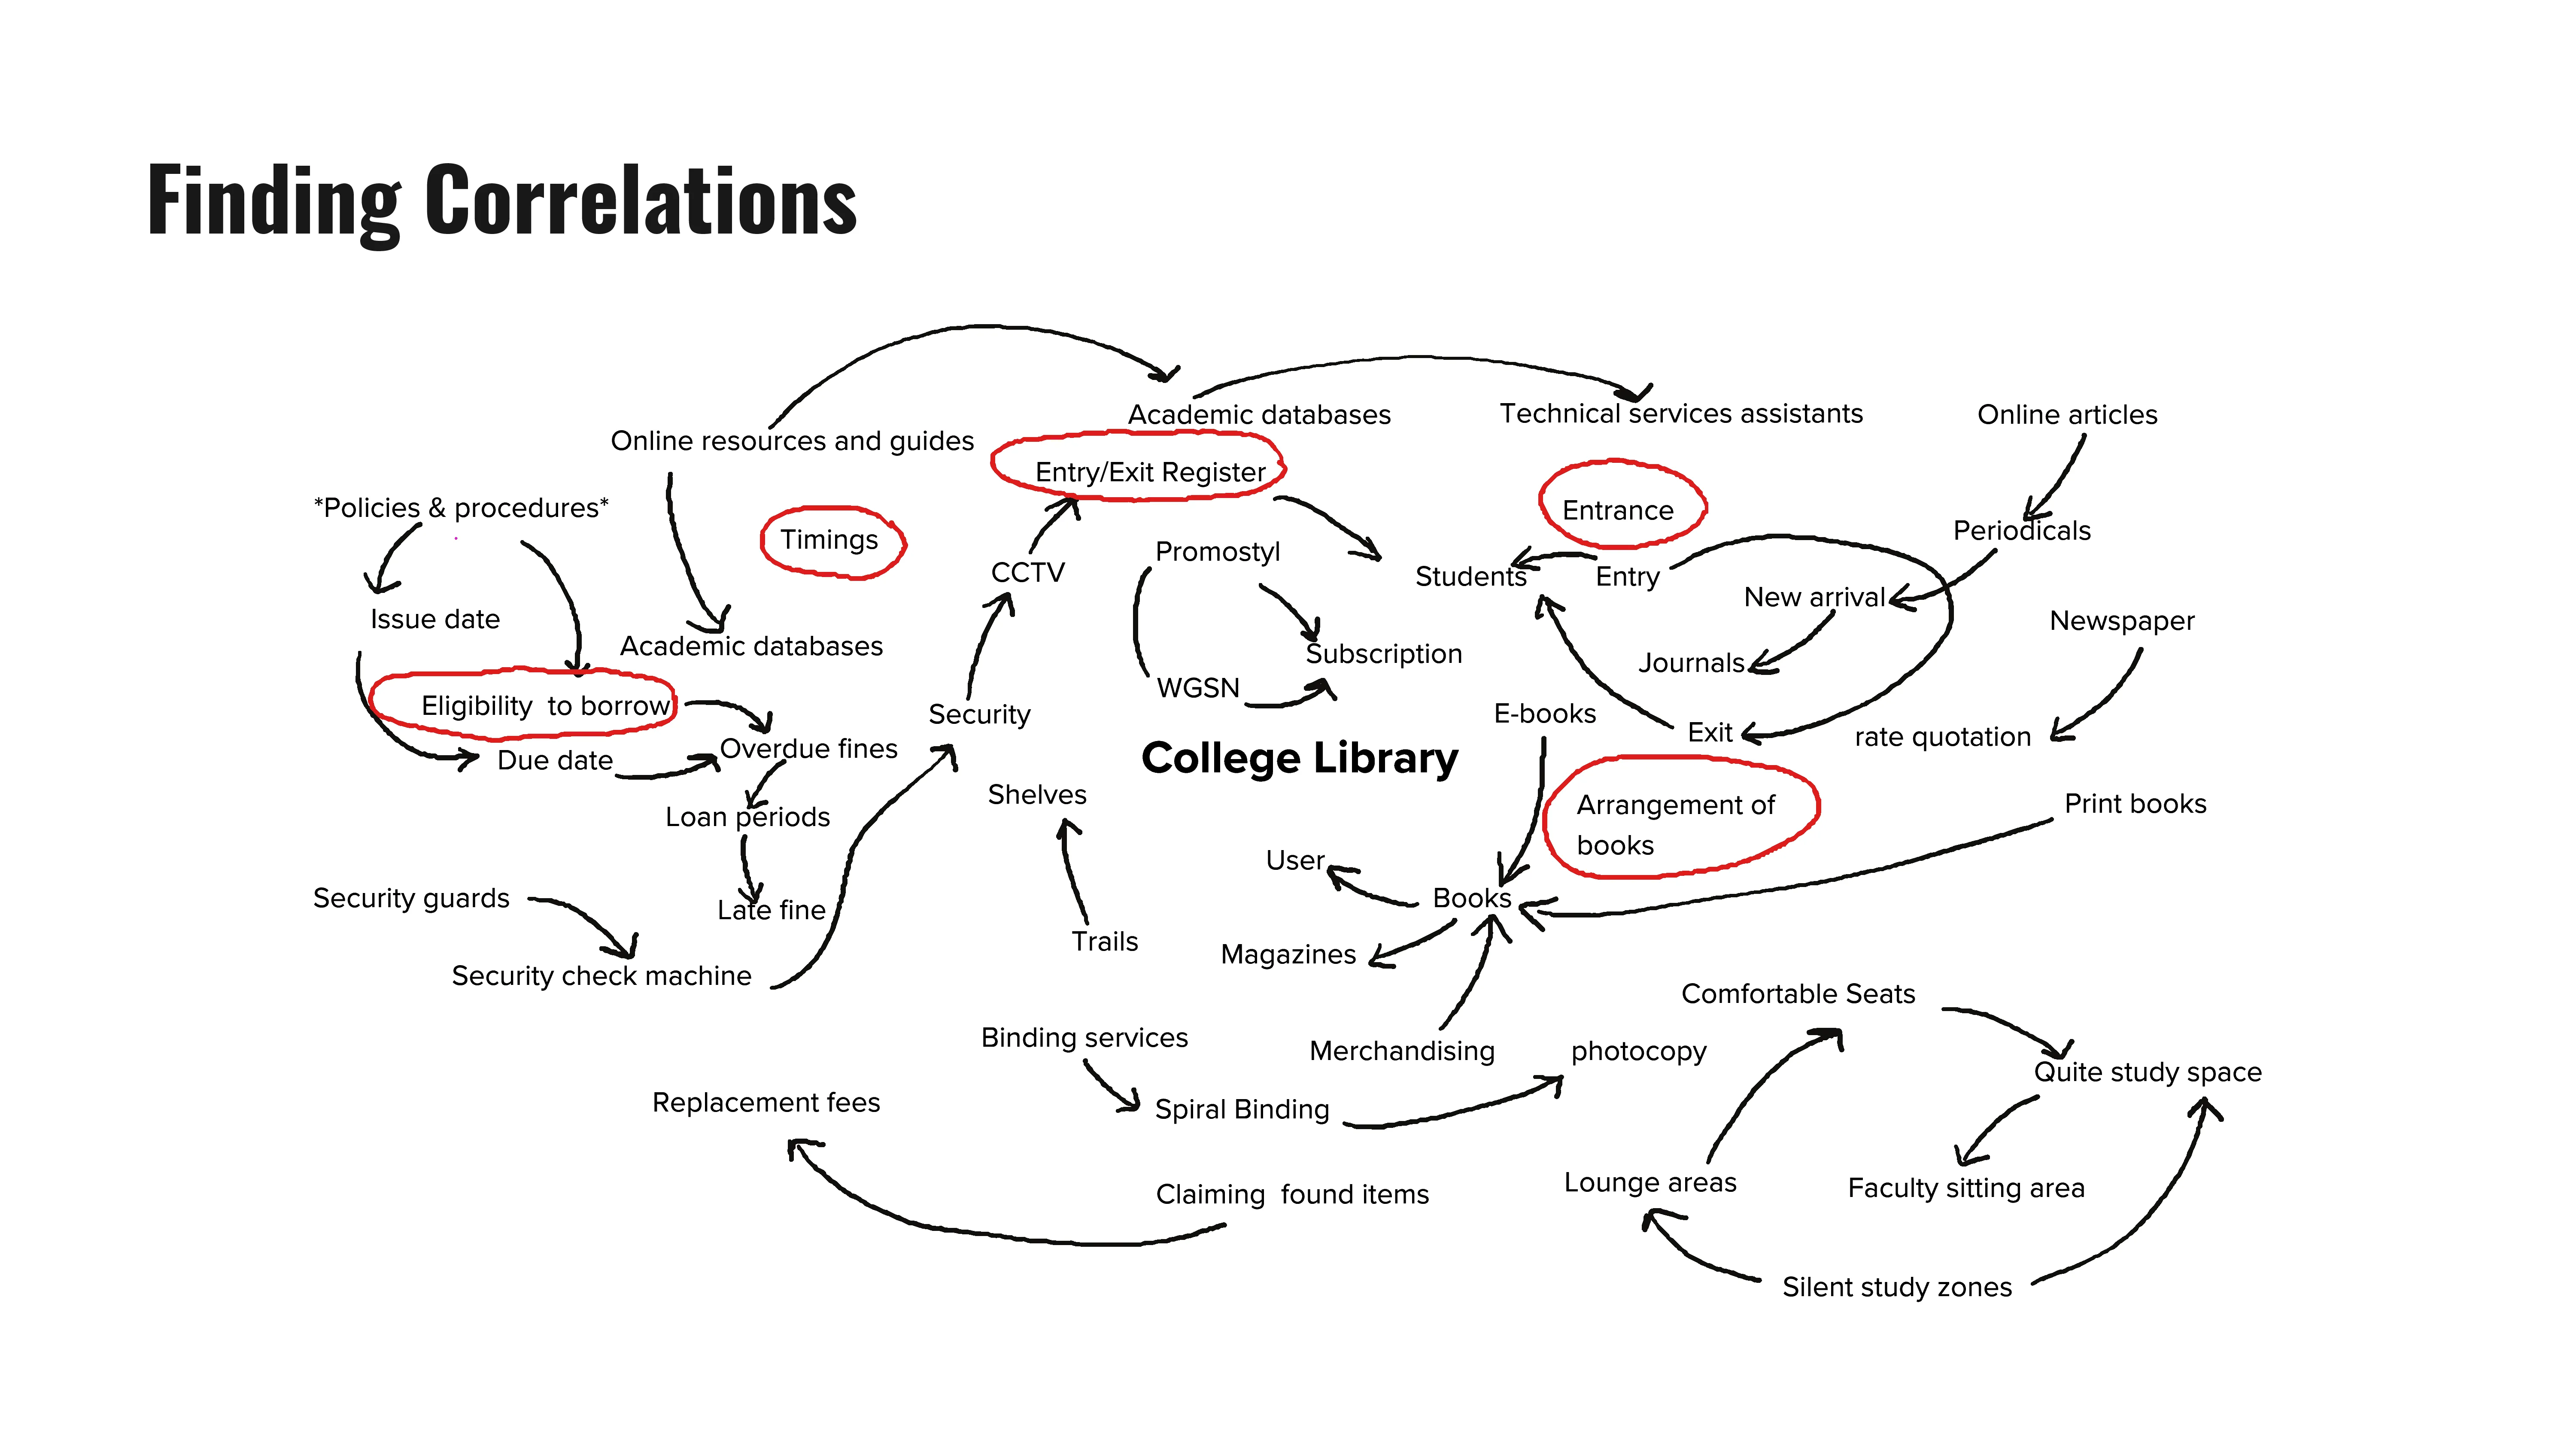 Finding Correlations
Academic databases
Technical services assistants
Online articles
Online resources and guides
Entry/Exit Register
*Policies & procedures*
Entrance
Periodicals
Timings
Promostyl
CCTV
Students
Entry
New arrival
Issue date
Newspaper
Academic databases
Subscription
Journals
WGSN
Eligibility  to borrow
Security
E-books
Exit
rate quotation
Overdue fines
Due date
College Library
Shelves
Arrangement of
books
Print books
Loan periods
User
Security guards
Late fine
Books
Trails
Magazines
Security check machine
Comfortable Seats
Binding services
Merchandising
photocopy
Quite study space
Replacement fees
Spiral Binding
Lounge areas
Faculty sitting area
Claiming  found items
Silent study zones